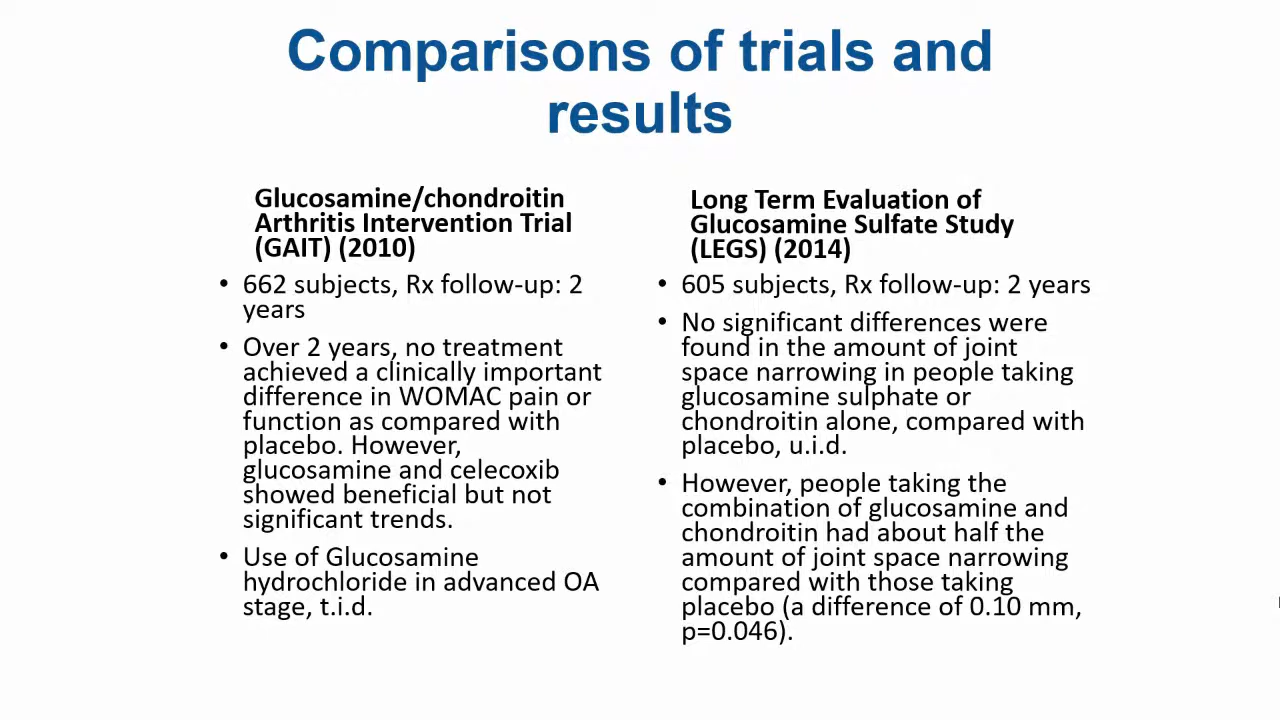 Comparisons of trials and
results
Glucosamine/chondroitin
Arthritis Intervention Trial
(GAIT) (2010)
• 662 subjects, Rx follow-up: 2
years
• Over 2 years, no treatment
achieved a clinically important
difference in WOMAC pain or
function as compared with
placebo. However,
glucosamine and celecoxib
showed beneficial but not
significant trends.
• Use of Glucosamine
hydrochloride in advanced OA
stage, t.i.d.
Long Term Evaluation of
Glucosamine Sulfate Study
(LEGS) (2014)
• 605 subjects, Rx follow-up: 2 years
• No significant differences were
found in the amount of joint
space narrowing in people taking
glucosamine sulphate or
chondroitin alone, compared with
placebo, u.i.d.
• However, people taking the
combination of glucosamine and
chondroitin had about half the
amount of joint space narrowing
compared with those taking
placebo (a difference of 0.10 mm,
p=0.046).